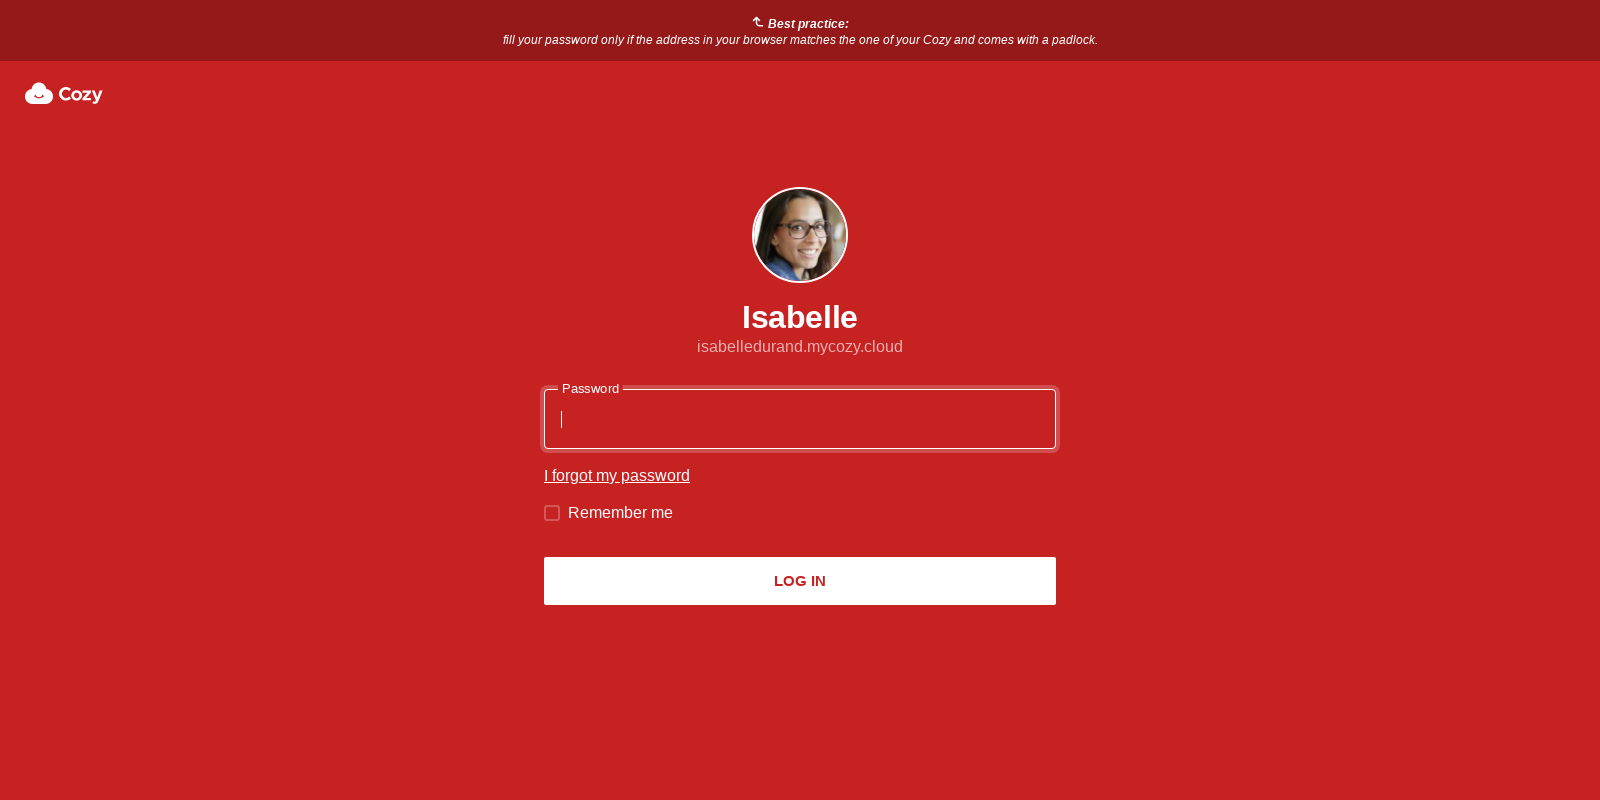 Best practice:
fill your password only if the address in your browser matches the one of your Cozy and comes with a padlock.
Cozy
Isabelle
isabelledurand.mycozy.cloud
Password
I forgot my password
Remember me
LOG IN